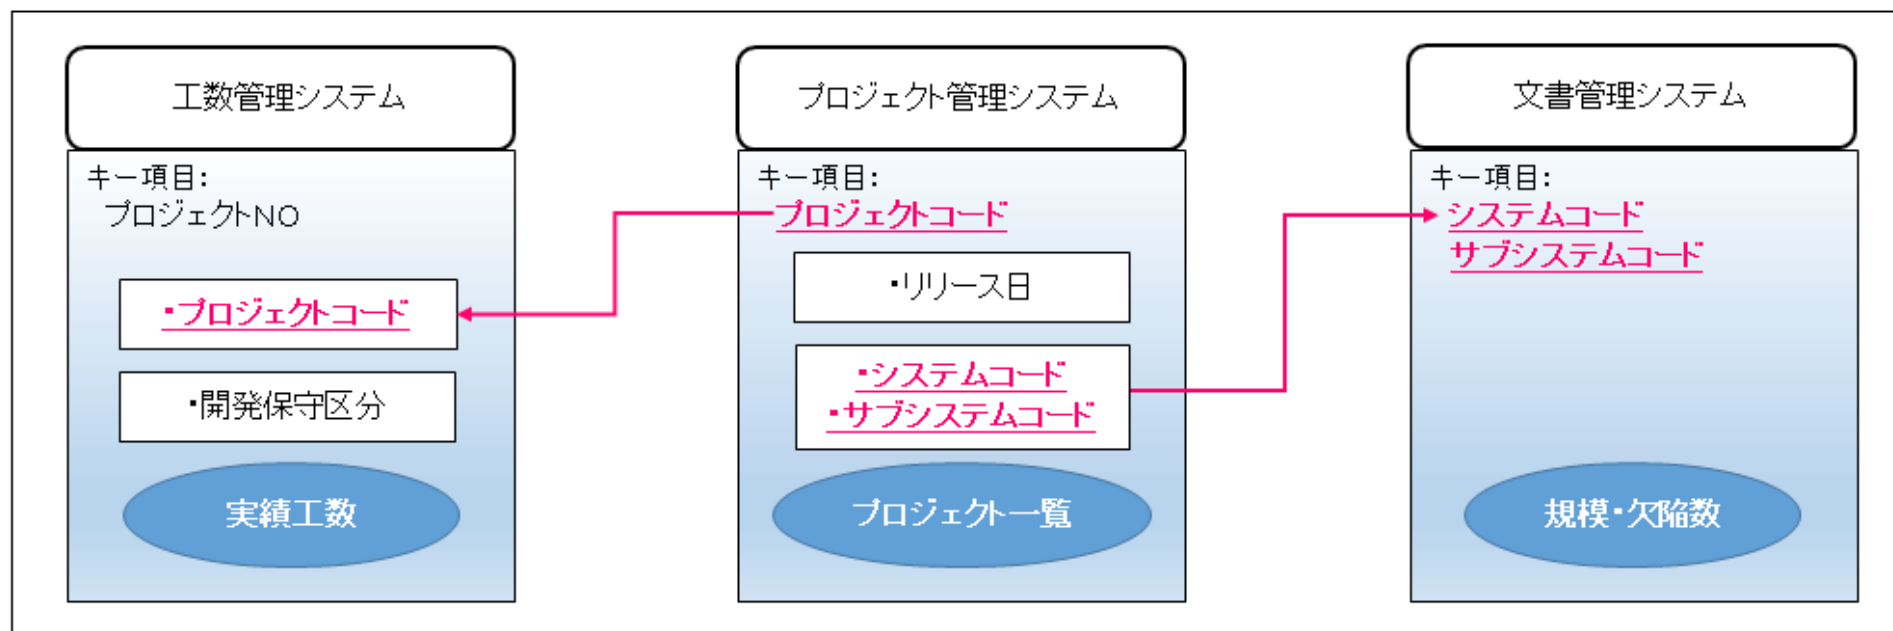 工数管理システム
キー項目:
プロジェクトNO
・プロジェクトコード
・開発保守区分
実績工数
プロジェクト管理システム
キー項目:
プロジェクトコード
・リリース日
・システムコード
・サブシステムコード
プロジェクト一覧
文書管理システム
キー項目:
システムコード
サブシステムコード
規模・欠陥数